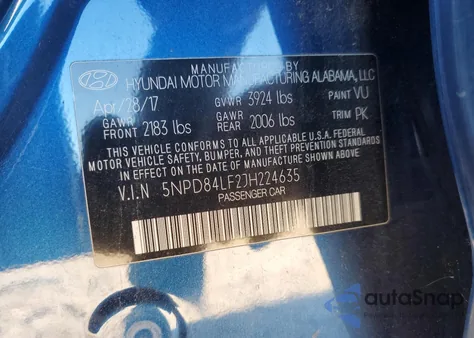 MANUFACTURED BY
HYUNDAI MOTOR MANUFACTURING ALABAMA, LLC
Apr/28/17 GVWR 3924 lbs PAINT VU
GAWR FRONT 2183 lbs GAWR REAR 2006 lbs TRIM PK
THIS VEHICLE CONFORMS TO ALL APPLICABLE U.S.A FEDERAL
MOTOR VEHICLE SAFETY, BUMPER, AND THEFT PREVENTION STANDARDS
IN EFFECT ON THE DATE OF MANUFACTURE SHOWN ABOVE.
V.I.N 5NPD84LF2JH224635
PASSENGER CAR
autoSnap